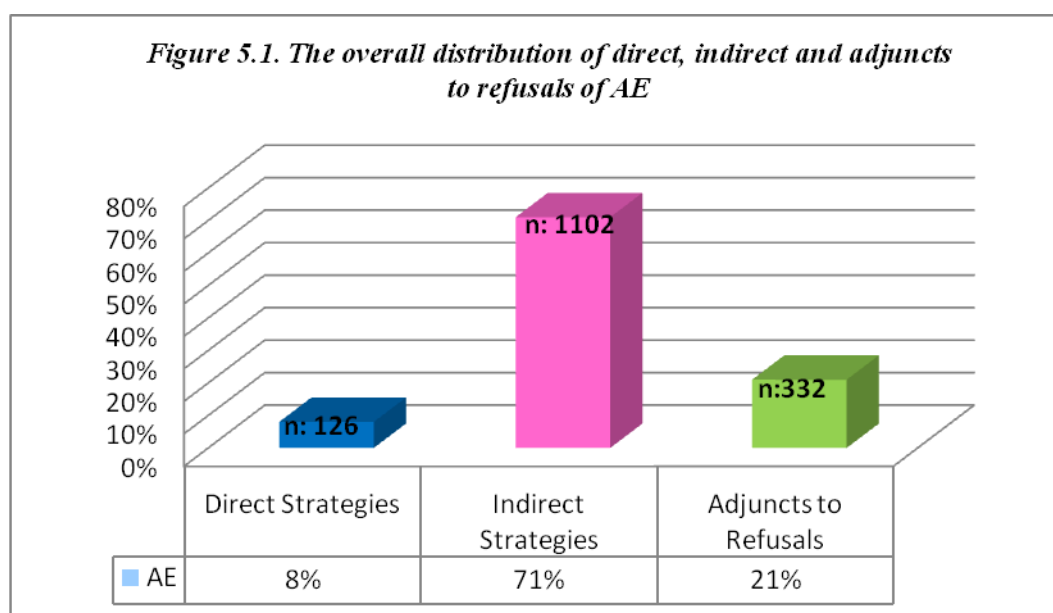 Figure 5.1. The overall distribution of direct, indirect and adjuncts
to refusals of AE
80%
70%
60%
50%
40%
30%
20%
10%
0%
n: 126
n: 1102
n:332
Direct Strategies
Indirect
Strategies
Adjuncts to
Refusals
AE
8%
71%
21%